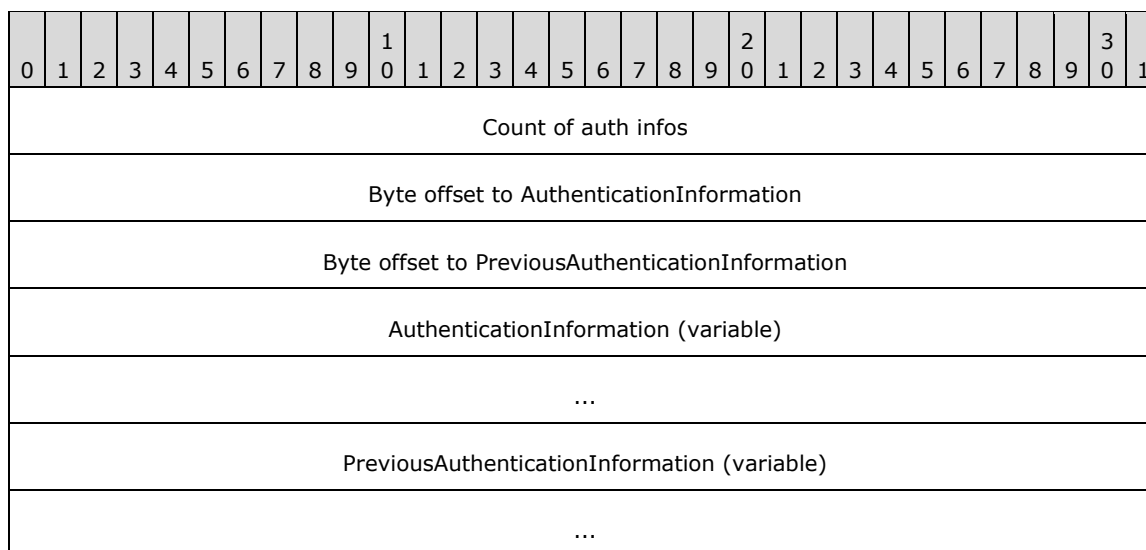 1 2 3
0 1 2 3 4 5 6 7 8 9 0 1 2 3 4 5 6 7 8 9 0 1 2 3 4 5 6 7 8 9 0 1
Count of auth infos
Byte offset to AuthenticationInformation
Byte offset to PreviousAuthenticationInformation
AuthenticationInformation (variable)
...
PreviousAuthenticationInformation (variable)
...